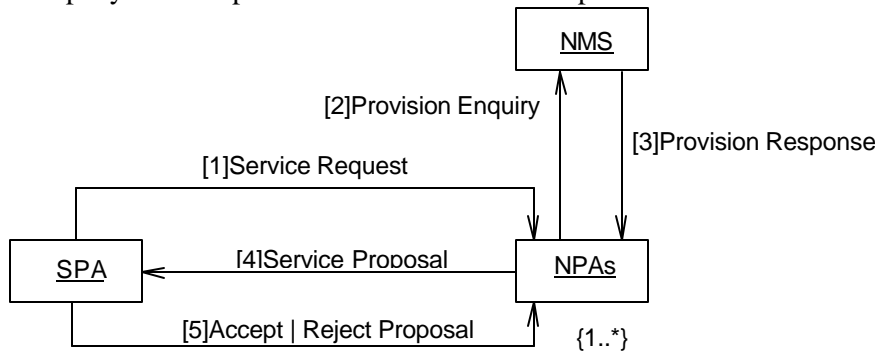 NMS
[2]Provision Enquiry
[3]Provision Response
[1]Service Request
SPA
[4]Service Proposal
NPAs
[5]Accept | Reject Proposal
{1..*}